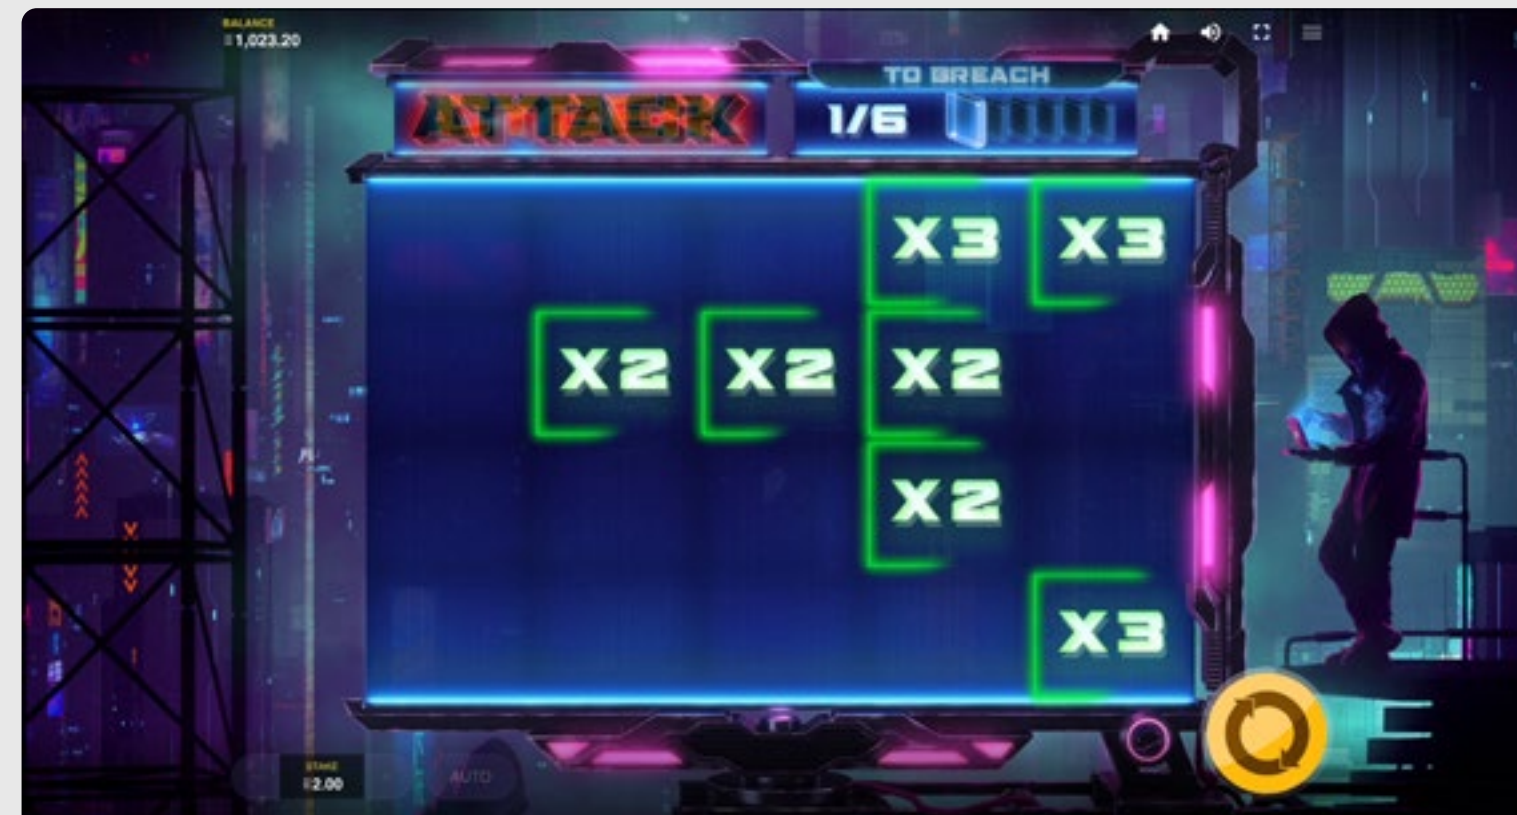 BALANCE
1,023.20
TO BREACH
ATTACK
1/6
X3 X3
X2 X2 X2
X2
X3
STAKE
2.00
AUTO